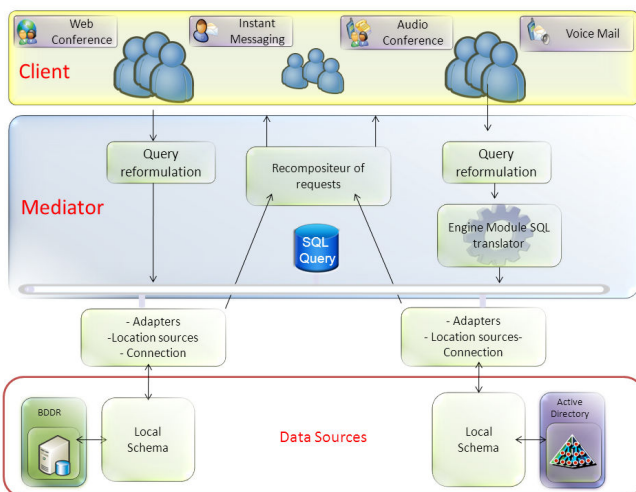 Web
Conference
Instant
Messaging
Audio
Conference
Voice Mail
Client
Query
reformulation
Recompositeur of
requests
Query
reformulation
Mediator
SQL
Query
Engine Module SQL
translator
- Adapters
-Location sources
- Connection
- Adapters
- Location sources-
Connection
BDDR
Local
Schema
Data Sources
Local
Schema
Active
Directory